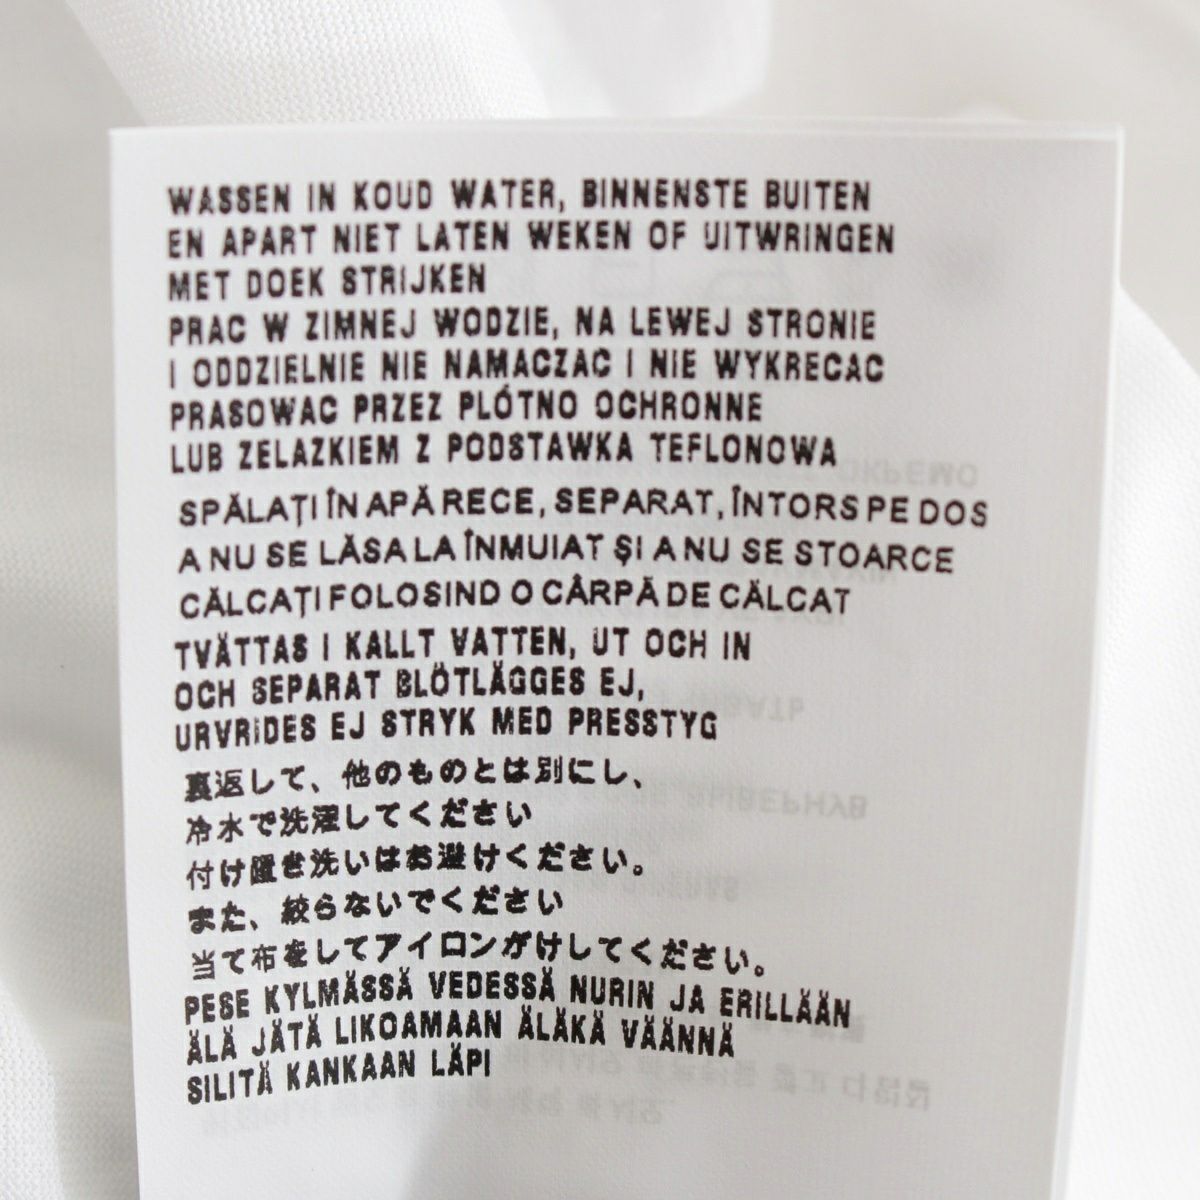 WASSEN IN KOUD WATER, BINNENSTE BUITEN
EN APART NIET LATEN WEKEN OF UITWRINGEN
MET DOEK STRIJKEN
PRAC W ZIMNEJ WODZIE, NA LEWEJ STRONIE
I ODDZIELNIE NIE NAMACZAC I NIE WYKRECAC
PRASOWAC PRZEZ PLÓTNO OCHRONNE
LUB ZELAZKIEM Z PODSTAWKA TEFLONOWA
SPĂLAȚI ÎN APĂ RECE, SEPARAT, ÎNTORS PE DOS
A NU SE LĂSA LA ÎNMUIAT ȘI A NU SE STOARCE
CĂLCAȚI FOLOSIND O CÂRPĂ DE CĂLCAT
TVÄTTAS I KALLT VATTEN, UT OCH IN
OCH SEPARAT BLÖTLÄGGES EJ,
URVRIDES EJ STRYK MED PRESSTYG
裏返して、他のものとは別にし、
冷水で洗濯してください
付け置き洗いはお避けください。
また、絞らないでください
当て布をしてアイロンがけしてください。
PESE KYLMÄSSÄ VEDESSÄ NURIN JA ERILLÄÄN
ÄLÄ JÄTÄ LIKOAMAAN ÄLÄKÄ VÄÄNNÄ
SILITÄ KANKAAN LÄPI